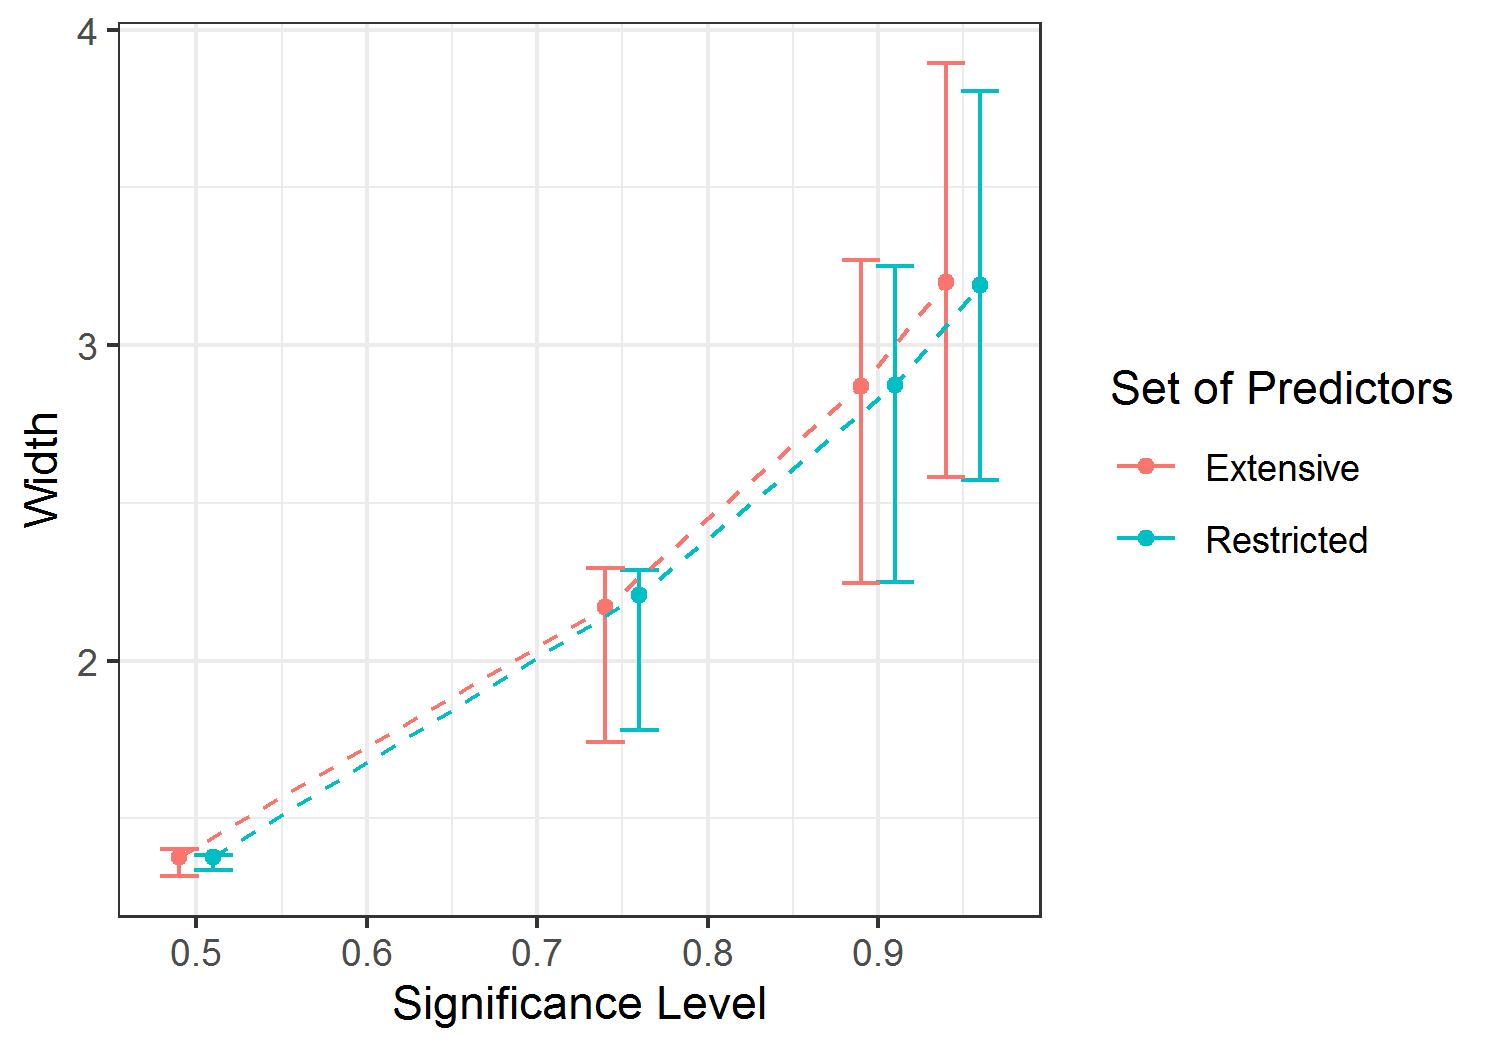 4
3
2
Width
0.5 0.6 0.7 0.8 0.9
Significance Level
Set of Predictors
Extensive
Restricted